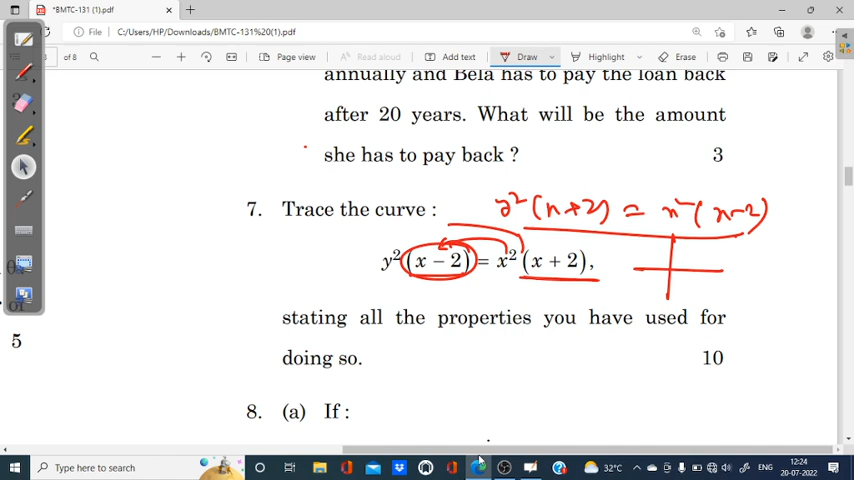 *BMTC-131 (1).pdf
File C:/Users/HP/Downloads/BMTC-131%20(1).pdf
of 8 Page view Read aloud Add text Draw Highlight Erase
annually and Bela has to pay the loan back
after 20 years. What will be the amount
she has to pay back ? 3
7. Trace the curve : y²(x+2) = x²(x-2)
y² (x − 2) = x² (x + 2),
stating all the properties you have used for
5
doing so. 10
8. (a) If :
Type here to search 32°C ENG 12:24
20-07-2022